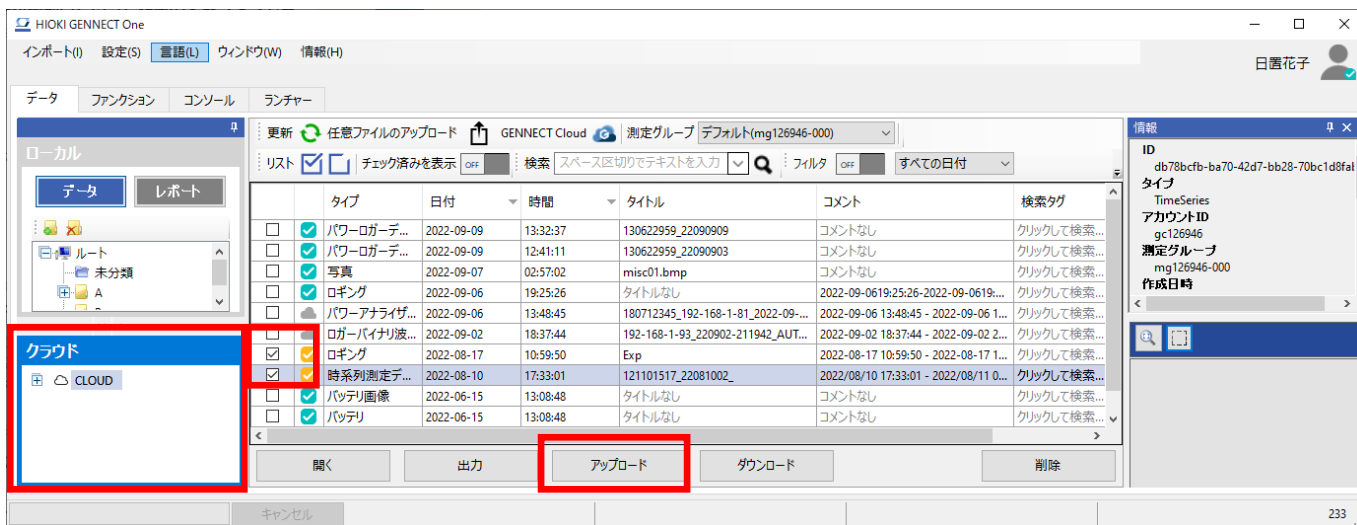 HIOKI GENNECT One
インポート(I) 設定(S) 言語(L) ウィンドウ(W) 情報(H)
日置花子
データ ファンクション コンソール ランチャー
ローカル
データ レポート
ルート
未分類
A
クラウド
CLOUD
更新 任意ファイルのアップロード GENNECT Cloud 測定グループ デフォルト(mg126946-000)
リスト チェック済みを表示 OFF 検索 スペース区切りでテキストを入力 フィルタ OFF すべての日付
タイプ 日付 時間 タイトル コメント 検索タグ
パワーロガーデ... 2022-09-09 13:32:37 130622959_22090909 コメントなし クリックして検索...
パワーロガーデ... 2022-09-09 12:41:11 130622959_22090903 コメントなし クリックして検索...
写真 2022-09-07 02:57:02 misc01.bmp コメントなし クリックして検索...
ロギング 2022-09-06 19:25:26 タイトルなし 2022-09-0619:25:26-2022-09-0619:... クリックして検索...
パワーアナライザ... 2022-09-06 13:48:45 180712345_192-168-1-81_2022-09-... 2022-09-06 13:48:45 - 2022-09-06 1... クリックして検索...
ロガーバイナリ波... 2022-09-02 18:37:44 192-168-1-93_220902-211942_AUT... 2022-09-02 18:37:44 - 2022-09-02 2... クリックして検索...
ロギング 2022-08-17 10:59:50 Exp 2022-08-17 10:59:50 - 2022-08-17 1... クリックして検索...
時系列測定デ... 2022-08-10 17:33:01 121101517_22081002_ 2022/08/10 17:33:01 - 2022/08/11 0... クリックして検索...
バッテリ画像 2022-06-15 13:08:48 タイトルなし コメントなし クリックして検索...
バッテリ 2022-06-15 13:08:48 タイトルなし コメントなし クリックして検索...
開く 出力 アップロード ダウンロード 削除
情報
ID
db78bcfb-ba70-42d7-bb28-70bc1d8fa
タイプ
TimeSeries
アカウントID
gc126946
測定グループ
mg126946-000
作成日時
キャンセル 233